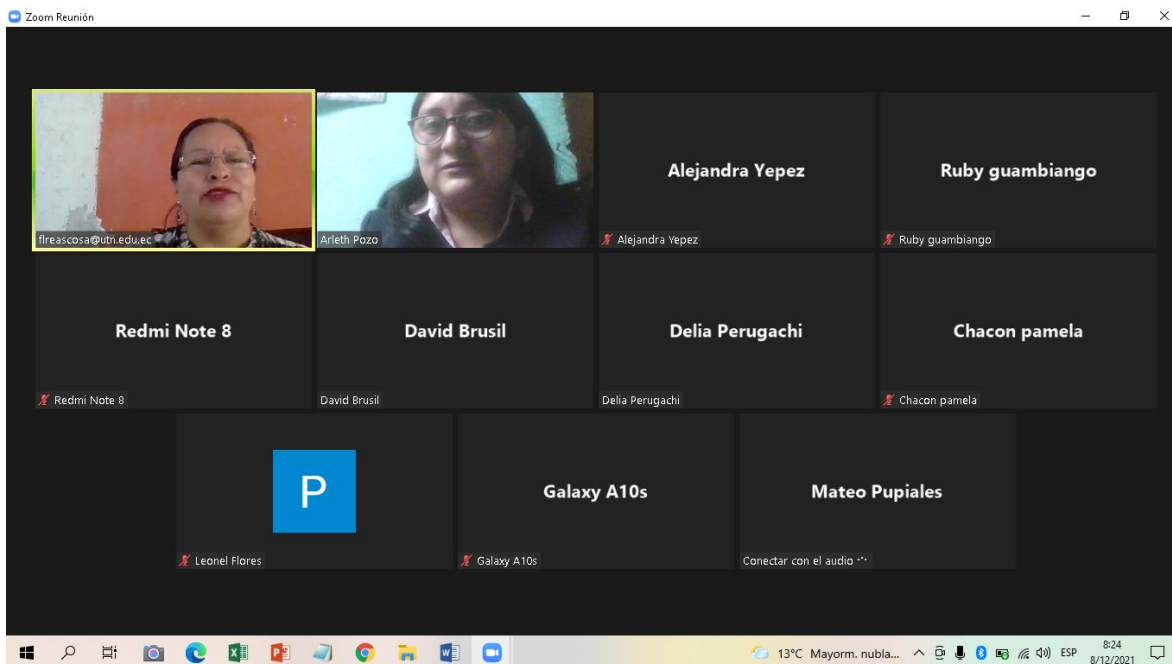 Zoom Reunión
flreascosa@utn.edu.ec
Arleth Pozo
Alejandra Yepez
Alejandra Yepez
Ruby guambiango
Ruby guambiango
Redmi Note 8
Redmi Note 8
David Brusil
David Brusil
Delia Perugachi
Delia Perugachi
Chacon pamela
Chacon pamela
P
Leonel Flores
Galaxy A10s
Galaxy A10s
Mateo Pupiales
Conectar con el audio
13°C Mayorm. nubla...
ESP
8:24
8/12/2021